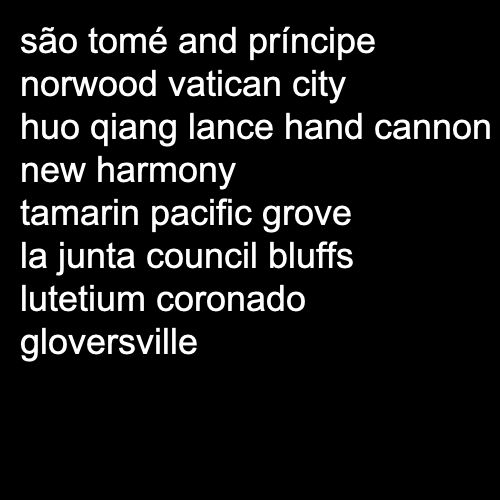 são tomé and príncipe
norwood vatican city
huo qiang lance hand cannon
new harmony
tamarin pacific grove
la junta council bluffs
lutetium coronado
gloversville